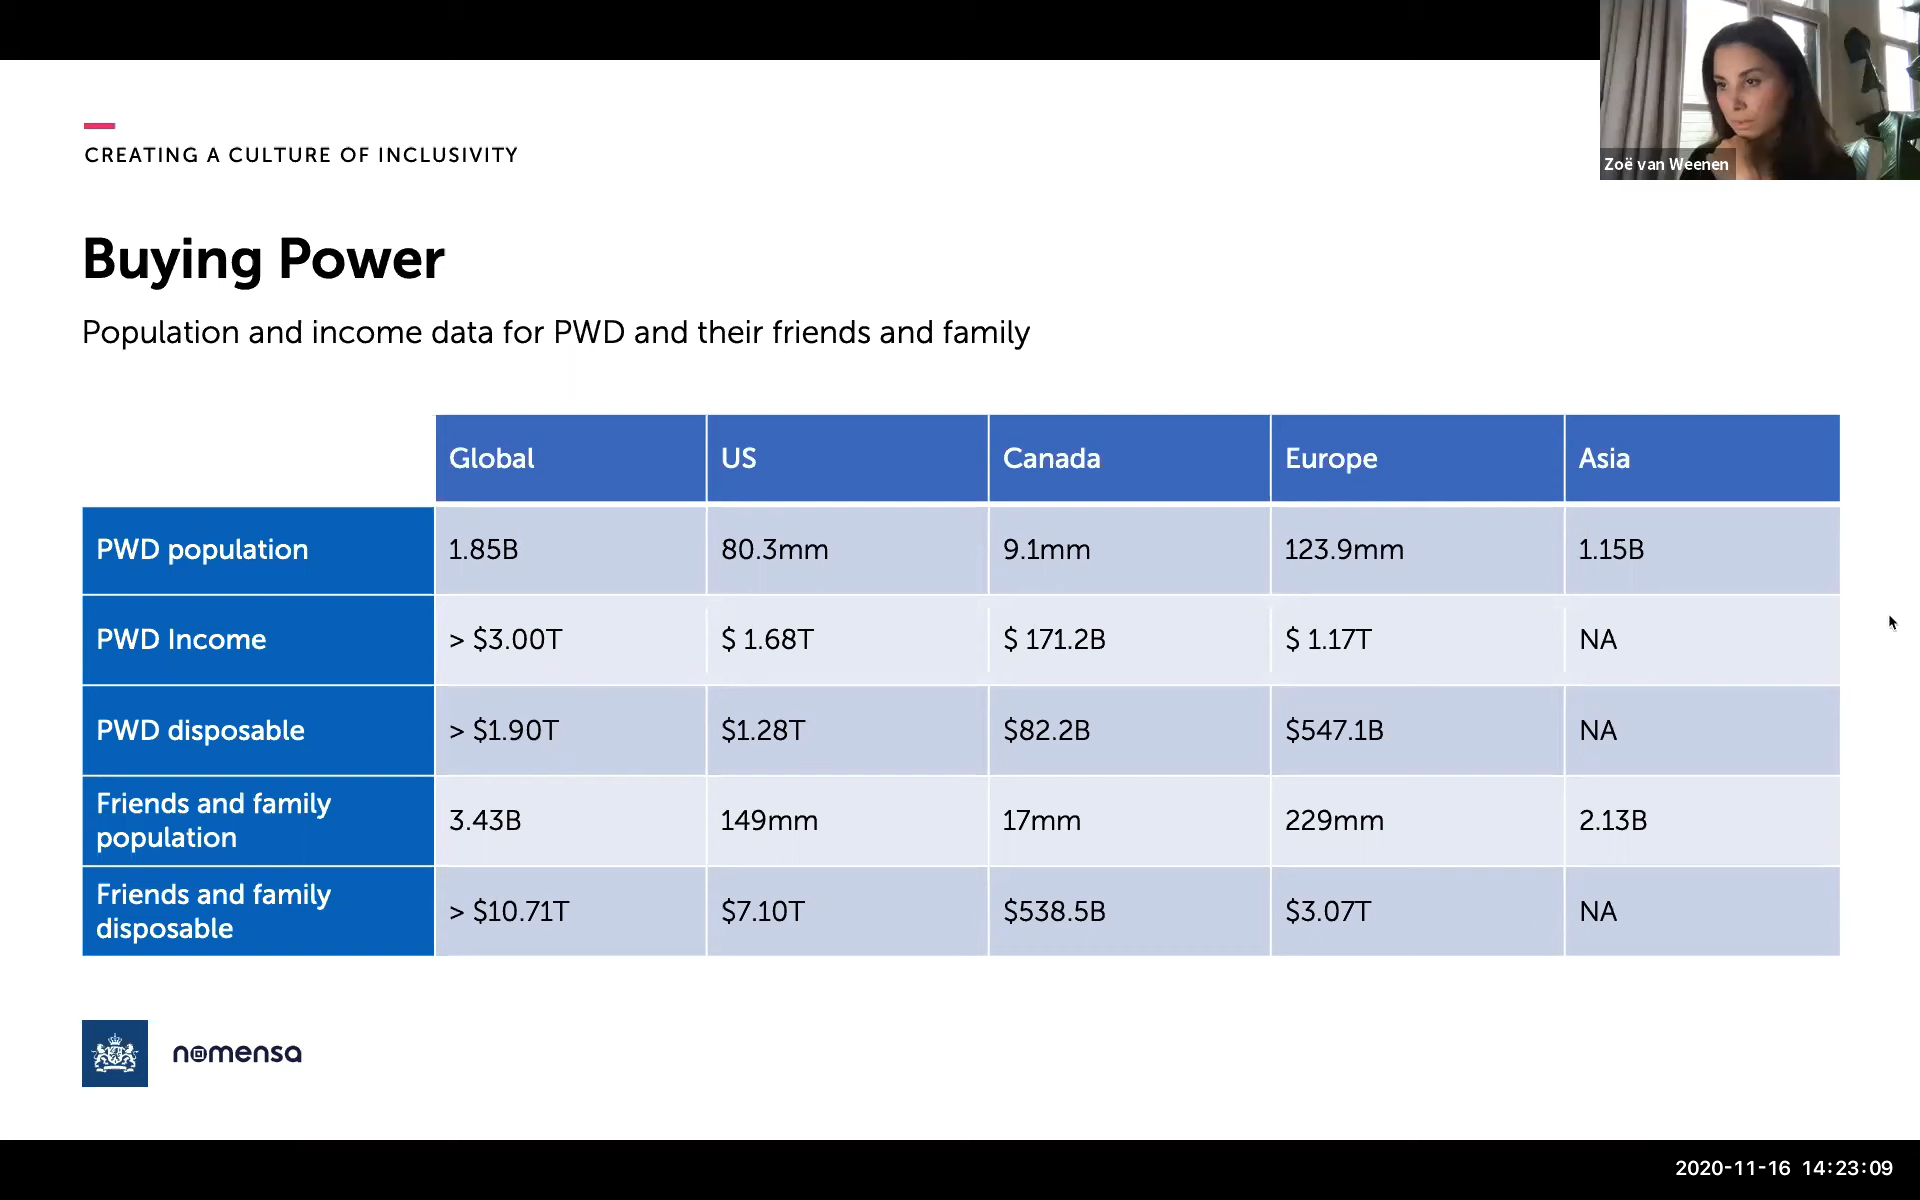 CREATING A CULTURE OF INCLUSIVITY
Zoë van Weenen
Buying Power
Population and income data for PWD and their friends and family
Global US Canada Europe Asia
PWD population 1.85B 80.3mm 9.1mm 123.9mm 1.15B
PWD Income > $3.00T $ 1.68T $ 171.2B $ 1.17T NA
PWD disposable > $1.90T $1.28T $82.2B $547.1B NA
Friends and family
population 3.43B 149mm 17mm 229mm 2.13B
Friends and family
disposable > $10.71T $7.10T $538.5B $3.07T NA
nomensa
2020-11-16 14:23:09